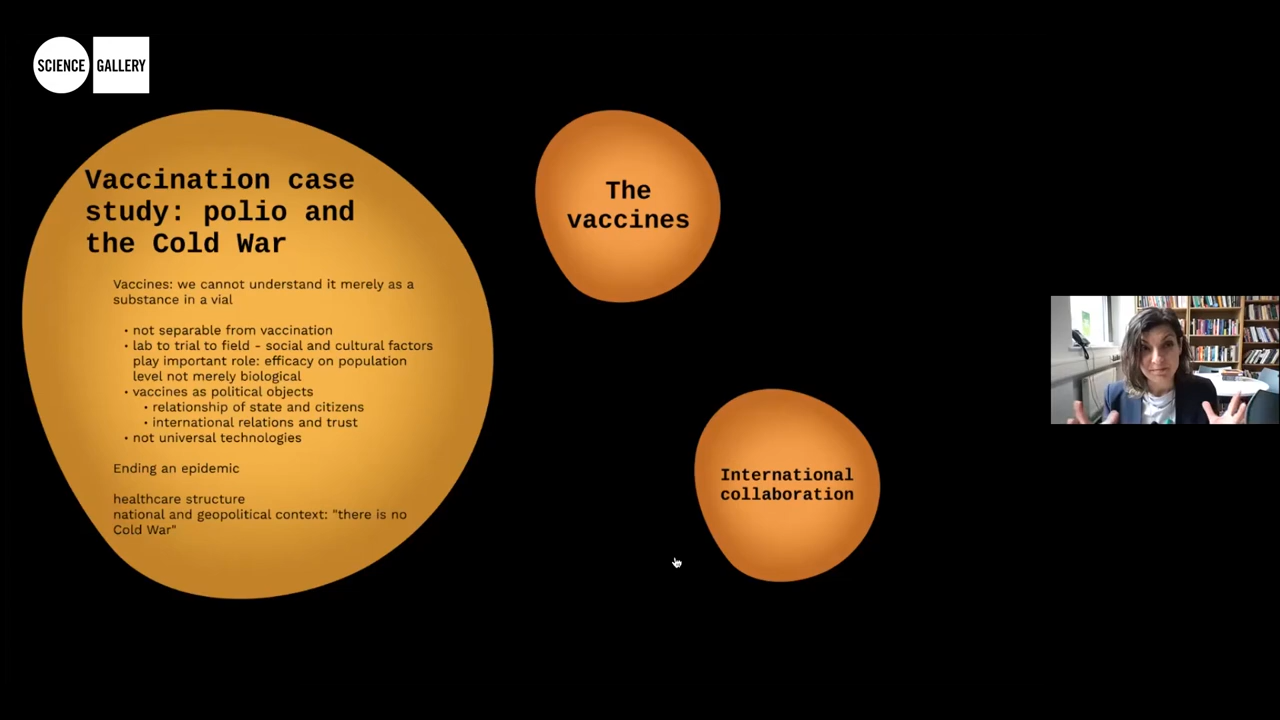 SCIENCE GALLERY
Vaccination case
study: polio and
the Cold War
Vaccines: we cannot understand it merely as a
substance in a vial
• not separable from vaccination
• lab to trial to field - social and cultural factors
play important role: efficacy on population
level not merely biological
• vaccines as political objects
• relationship of state and citizens
• international relations and trust
• not universal technologies
Ending an epidemic
healthcare structure
national and geopolitical context: "there is no
Cold War"
The
vaccines
International
collaboration